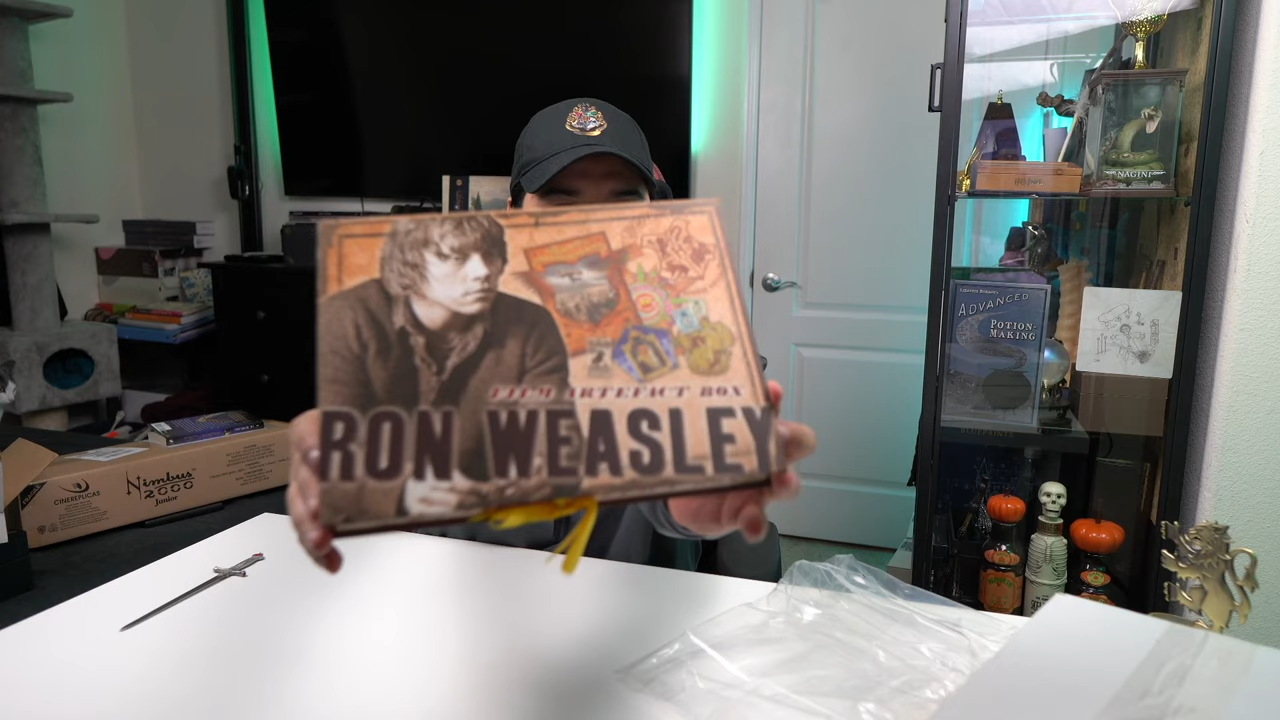 FILM ARTEFACT BOX
RON WEASLEY
CINEREPLICAS
Nimbus
2000
Junior
NAGINI
ADVANCED
POTION-
MAKING